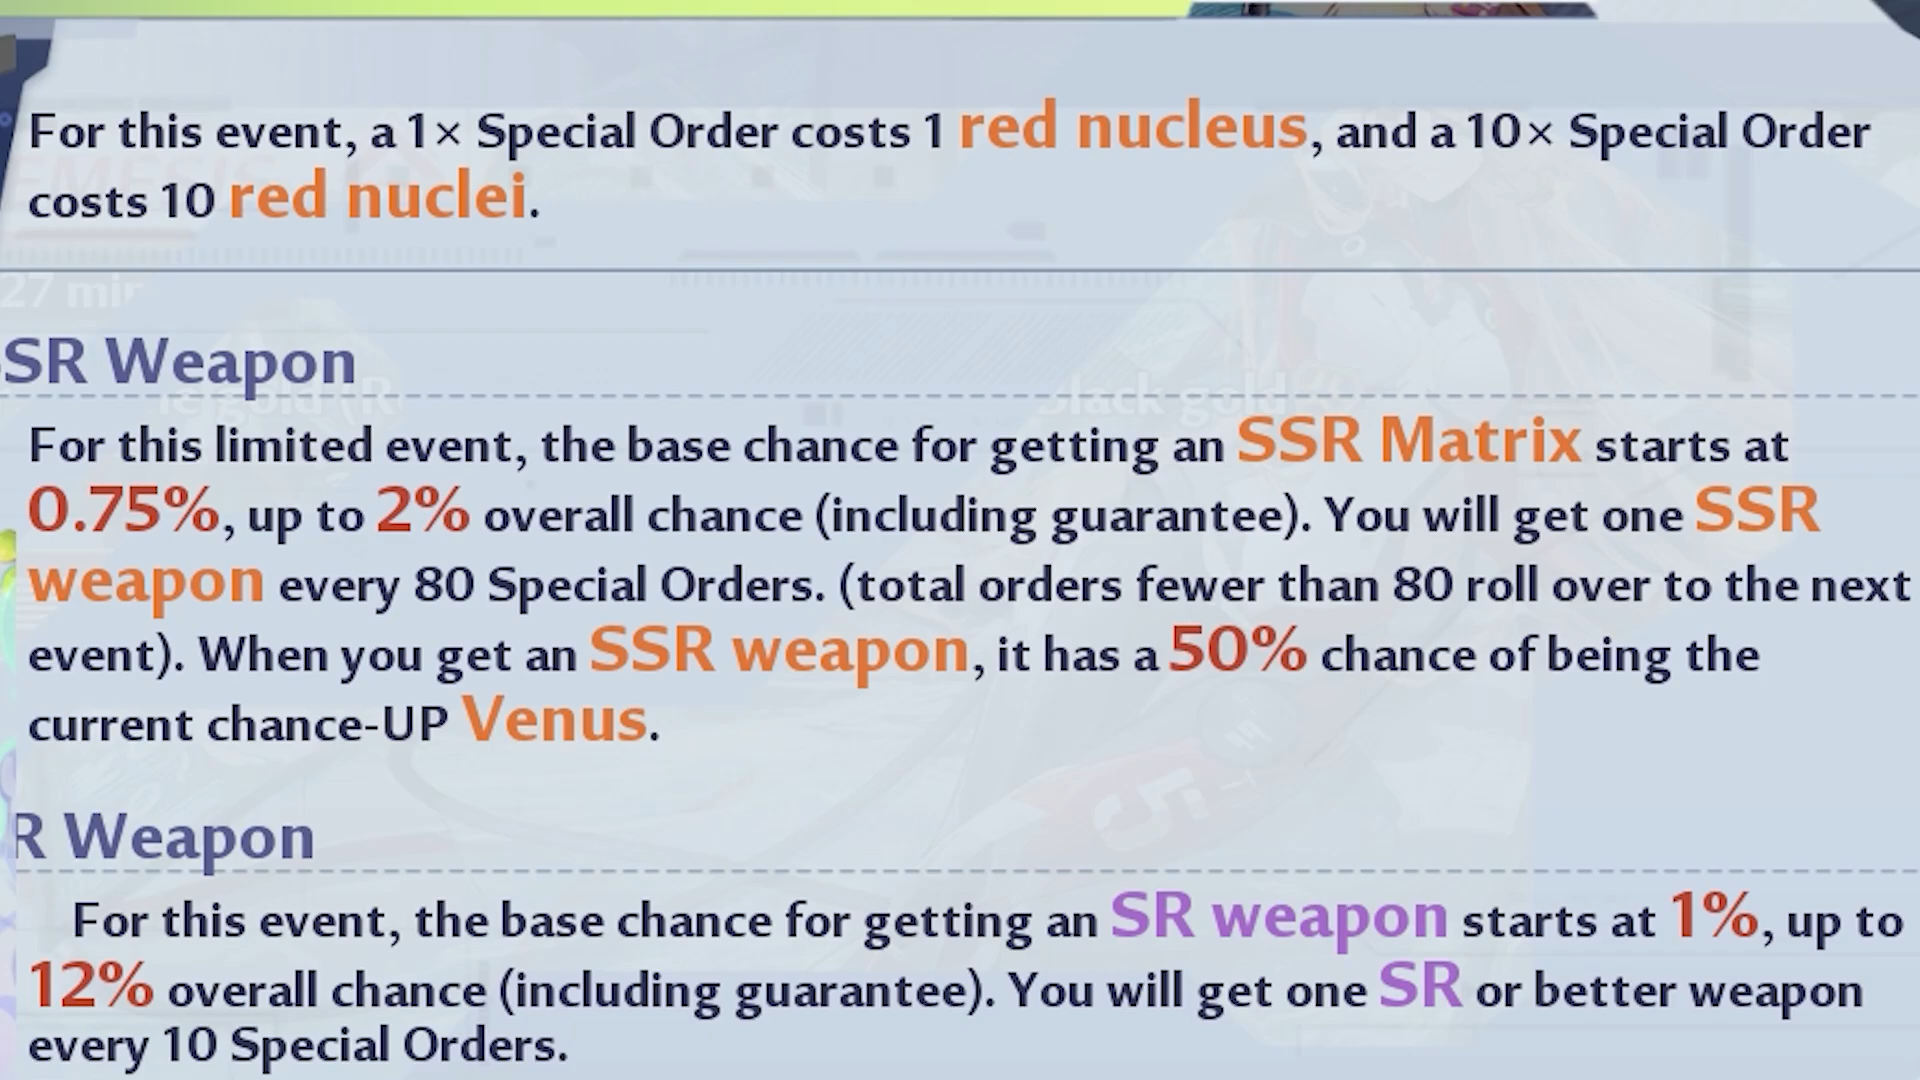 For this event, a 1× Special Order costs 1 red nucleus, and a 10× Special Order
costs 10 red nuclei.
27 min
SR Weapon
black gold
For this limited event, the base chance for getting an SSR Matrix starts at
0.75%, up to 2% overall chance (including guarantee). You will get one SSR
weapon every 80 Special Orders. (total orders fewer than 80 roll over to the next
event). When you get an SSR weapon, it has a 50% chance of being the
current chance-UP Venus.
R Weapon
For this event, the base chance for getting an SR weapon starts at 1%, up to
12% overall chance (including guarantee). You will get one SR or better weapon
every 10 Special Orders.